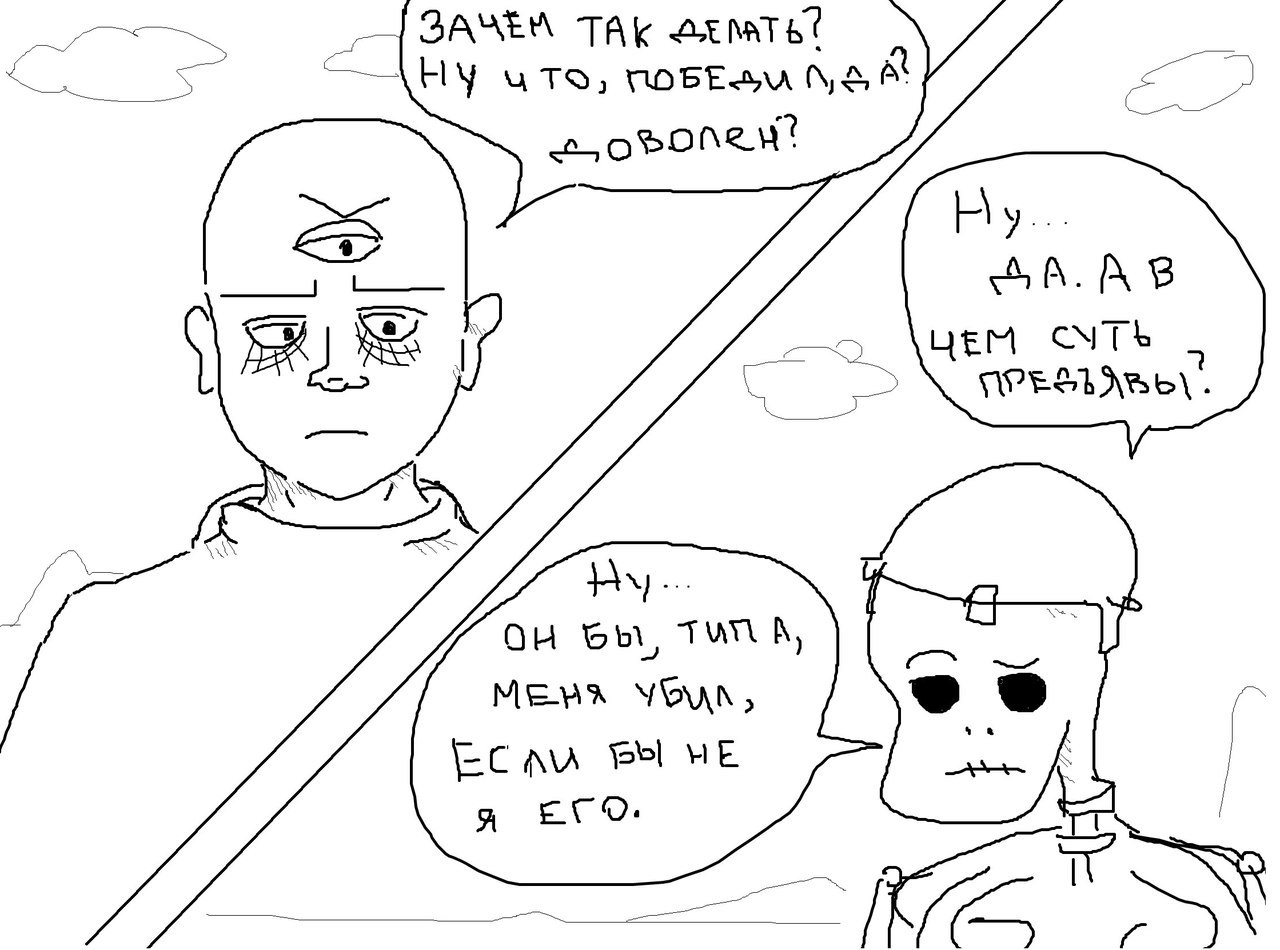 ЗАЧЕМ ТАК ДЕЛАТЬ?
НУ ЧТО, ПОБЕДИЛ, ДА?
ДОВОЛЕН?
Ну...
ДА. А В
ЧЕМ СУТЬ
ПРЕДЪЯВЫ?
Ну...
ОН БЫ, ТИПА,
МЕНЯ УБИЛ,
ЕСЛИ БЫ НЕ
Я ЕГО.